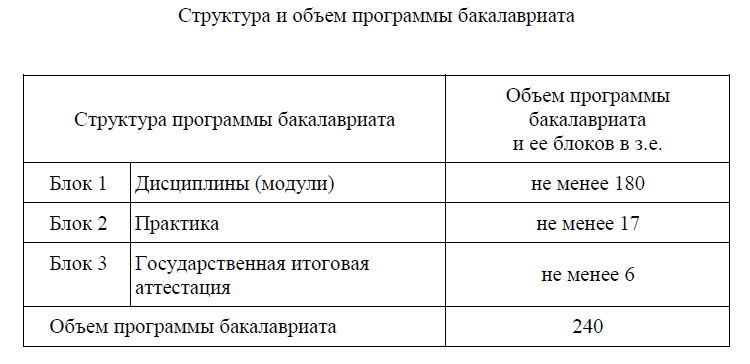 Структура и объем программы бакалавриата
Структура программы бакалавриата
Объем программы
бакалавриата
и ее блоков в з.е.
Блок 1 Дисциплины (модули) не менее 180
Блок 2 Практика не менее 17
Блок 3 Государственная итоговая
аттестация не менее 6
Объем программы бакалавриата 240